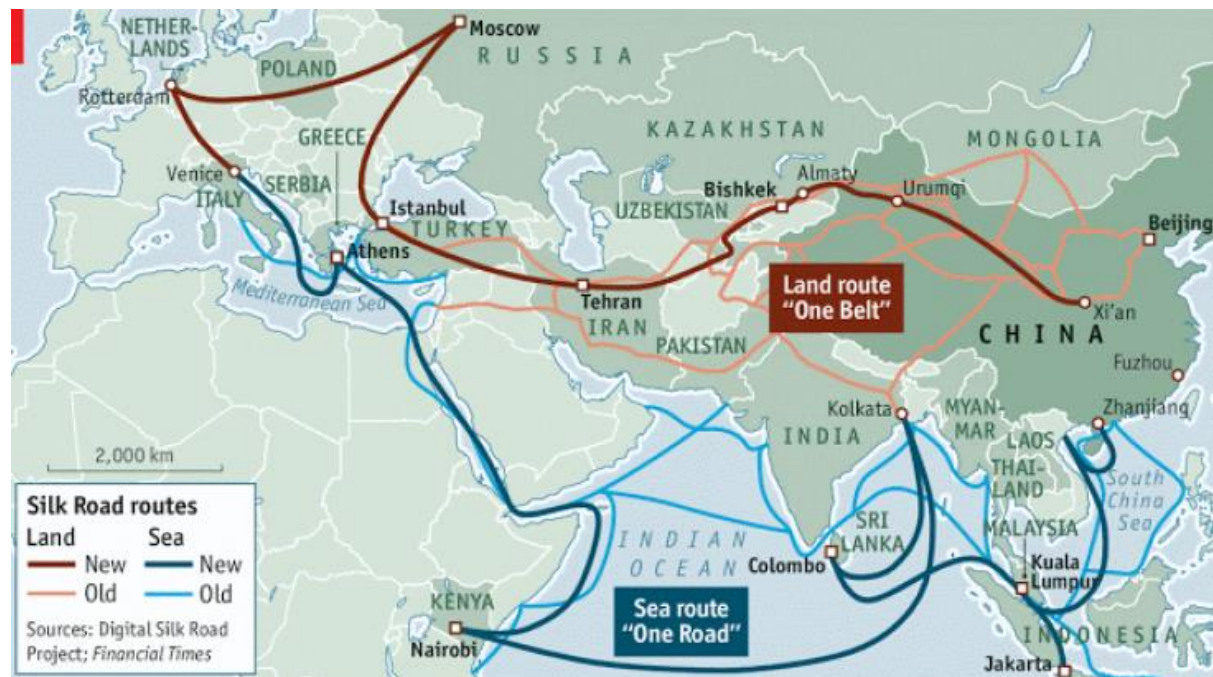 NETHER-
LANDS
Moscow
RUSSIA
POLAND
Rotterdam
KAZAKHSTAN
MONGOLIA
GREECE
Venice
ITALY
SERBIA
Almaty
Bishkek
Urumqi
UZBEKISTAN
Istanbul
TURKEY
Beijing
Athens
Mediterranean Sea
Tehran
IRAN
Land route
“One Belt”
Xi’an
CHINA
PAKISTAN
Fuzhou
Kolkata
Zhanjiang
INDIA
MYAN-
MAR
LAOS
THAI-
LAND
South
China
Sea
2,000 km
Silk Road routes
Land Sea
New New
Old Old
Sources: Digital Silk Road
Project; Financial Times
INDIAN
OCEAN
SRI
LANKA
Colombo
MALAYSIA
Kuala
Lumpur
KENYA
Nairobi
Sea route
“One Road”
INDONESIA
Jakarta